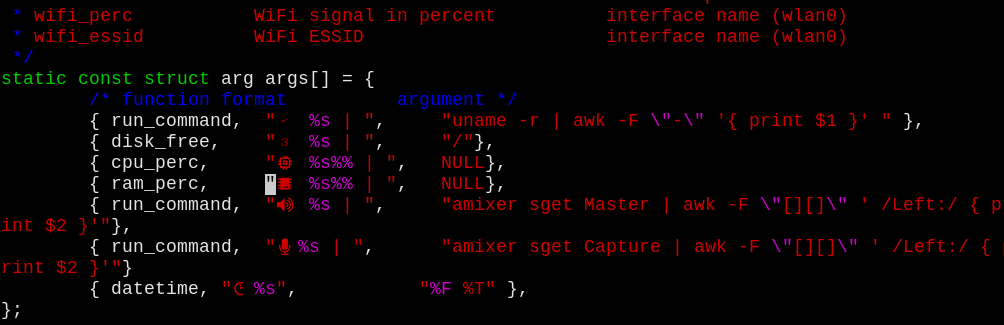 * wifi_perc           WiFi signal in percent          interface name (wlan0)
* wifi_essid          WiFi ESSID                      interface name (wlan0)
*/
static const struct arg args[] = {
        /* function format          argument */
        { run_command,  " %s | ",     "uname -r | awk -F \"-\" '{ print $1 }' " },
        { disk_free,    " %s | ",     "/"},
        { cpu_perc,     " %s%% | ",   NULL},
        { ram_perc,     " %s%% | ",   NULL},
        { run_command,  " %s | ",     "amixer sget Master | awk -F \"[][]\" ' /Left:/ { p
int $2 }'"},
        { run_command,  " %s | ",      "amixer sget Capture | awk -F \"[][]\" ' /Left:/ {
rint $2 }'"}
        { datetime, " %s",           "%F %T" },
};